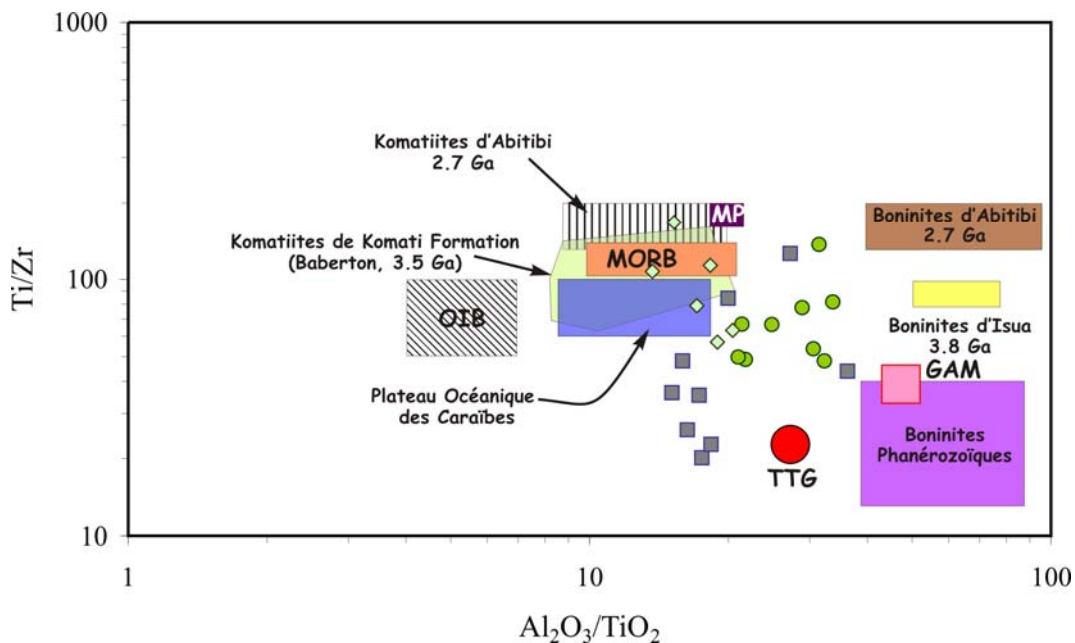 1000
Komatiites d'Abitibi
2.7 Ga
MP
Boninites d'Abitibi
2.7 Ga
Komatiites de Komati Formation
(Baberton, 3.5 Ga)
MORB
Ti/Zr
100
OIB
Boninites d'Isua
3.8 Ga
GAM
Plateau Océanique
des Caraïbes
Boninites
Phanérozoïques
TTG
10
1
10
100
Al₂O₃/TiO₂